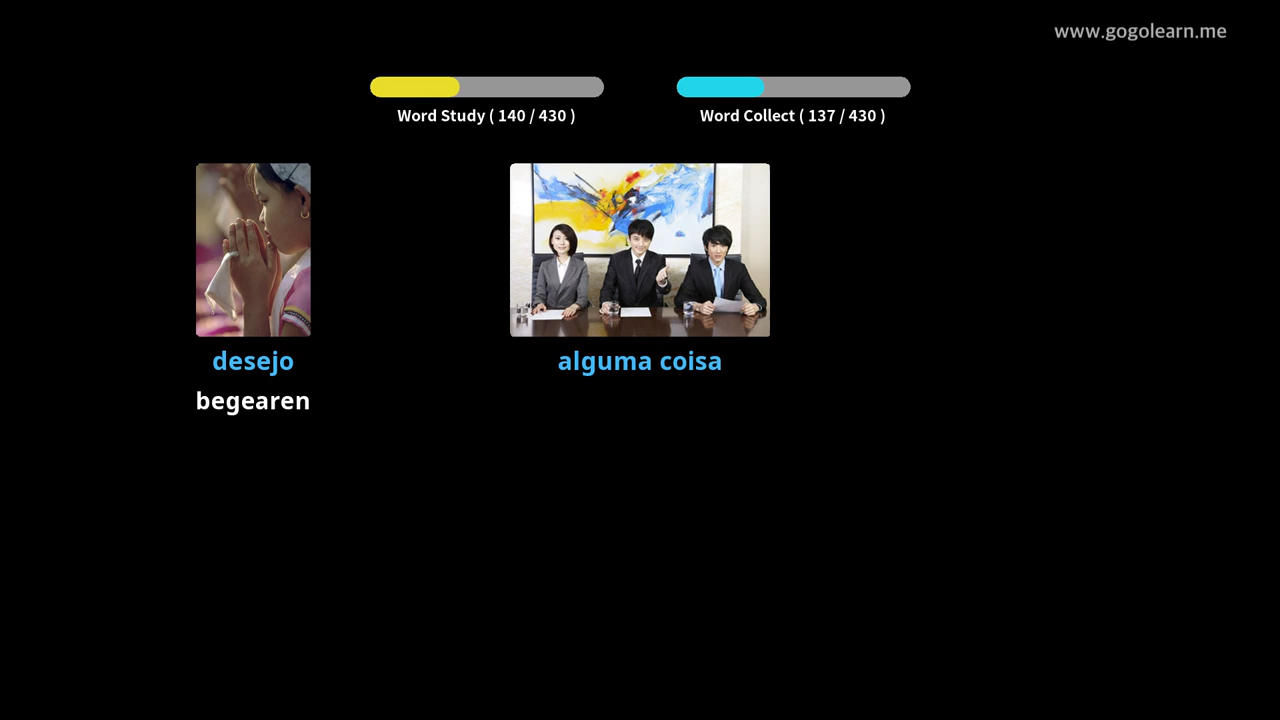 www.gogolearn.me
Word Study ( 140 / 430 )
Word Collect ( 137 / 430 )
desejo
alguma coisa
begearen